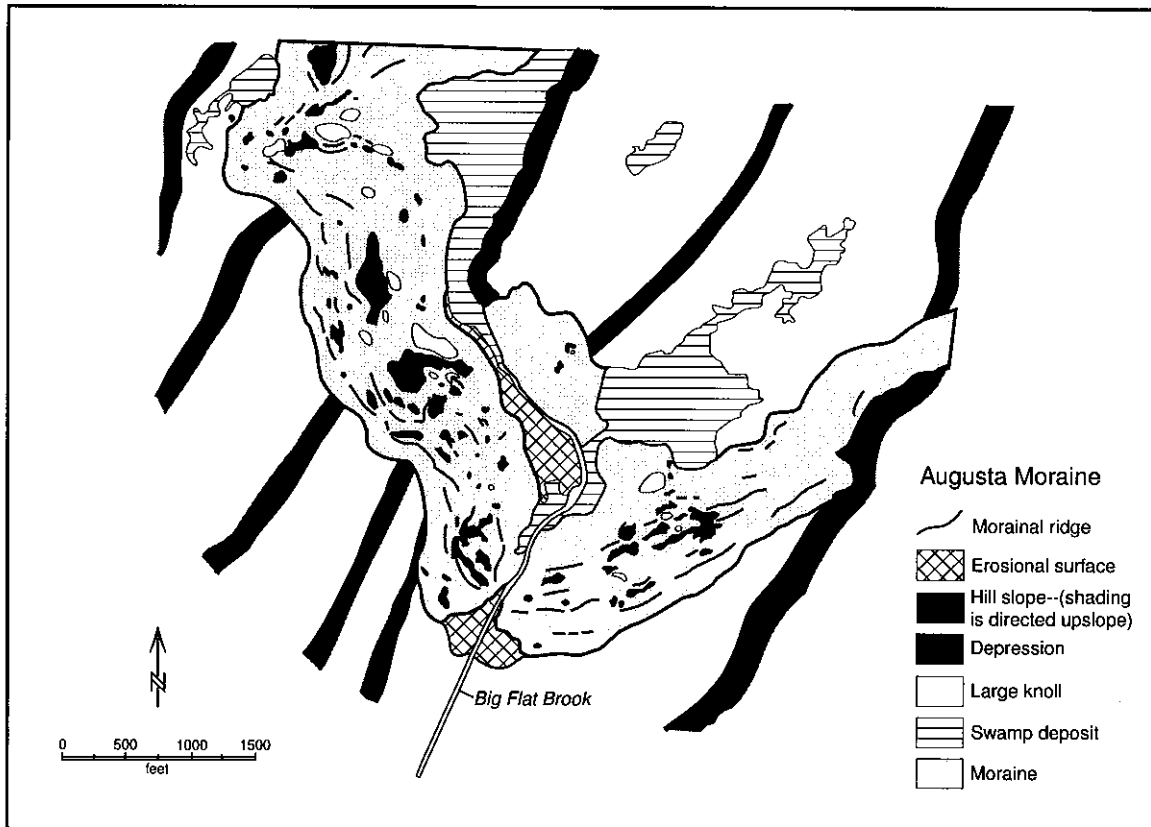 Augusta Moraine
Morainal ridge
Erosional surface
Hill slope--(shading
is directed upslope)
Depression
Large knoll
Swamp deposit
Moraine
Big Flat Brook
N
0 500 1000 1500
feet